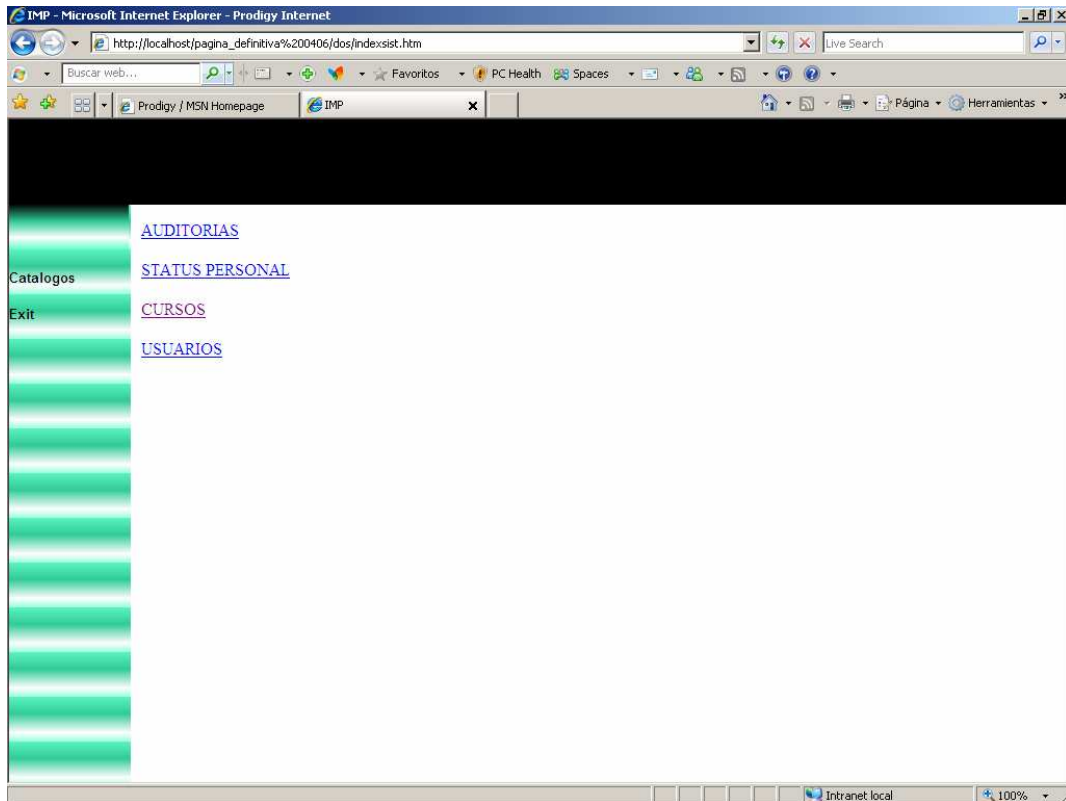 IMP - Microsoft Internet Explorer - Prodigy Internet
http://localhost/pagina_definitiva%200406/dos/indexsist.htm
Live Search
Buscar web...
Favoritos
PC Health
Spaces
Prodigy / MSN Homepage
IMP
Página
Herramientas
AUDITORIAS
Catalogos
STATUS PERSONAL
Exit
CURSOS
USUARIOS
Intranet local
100%